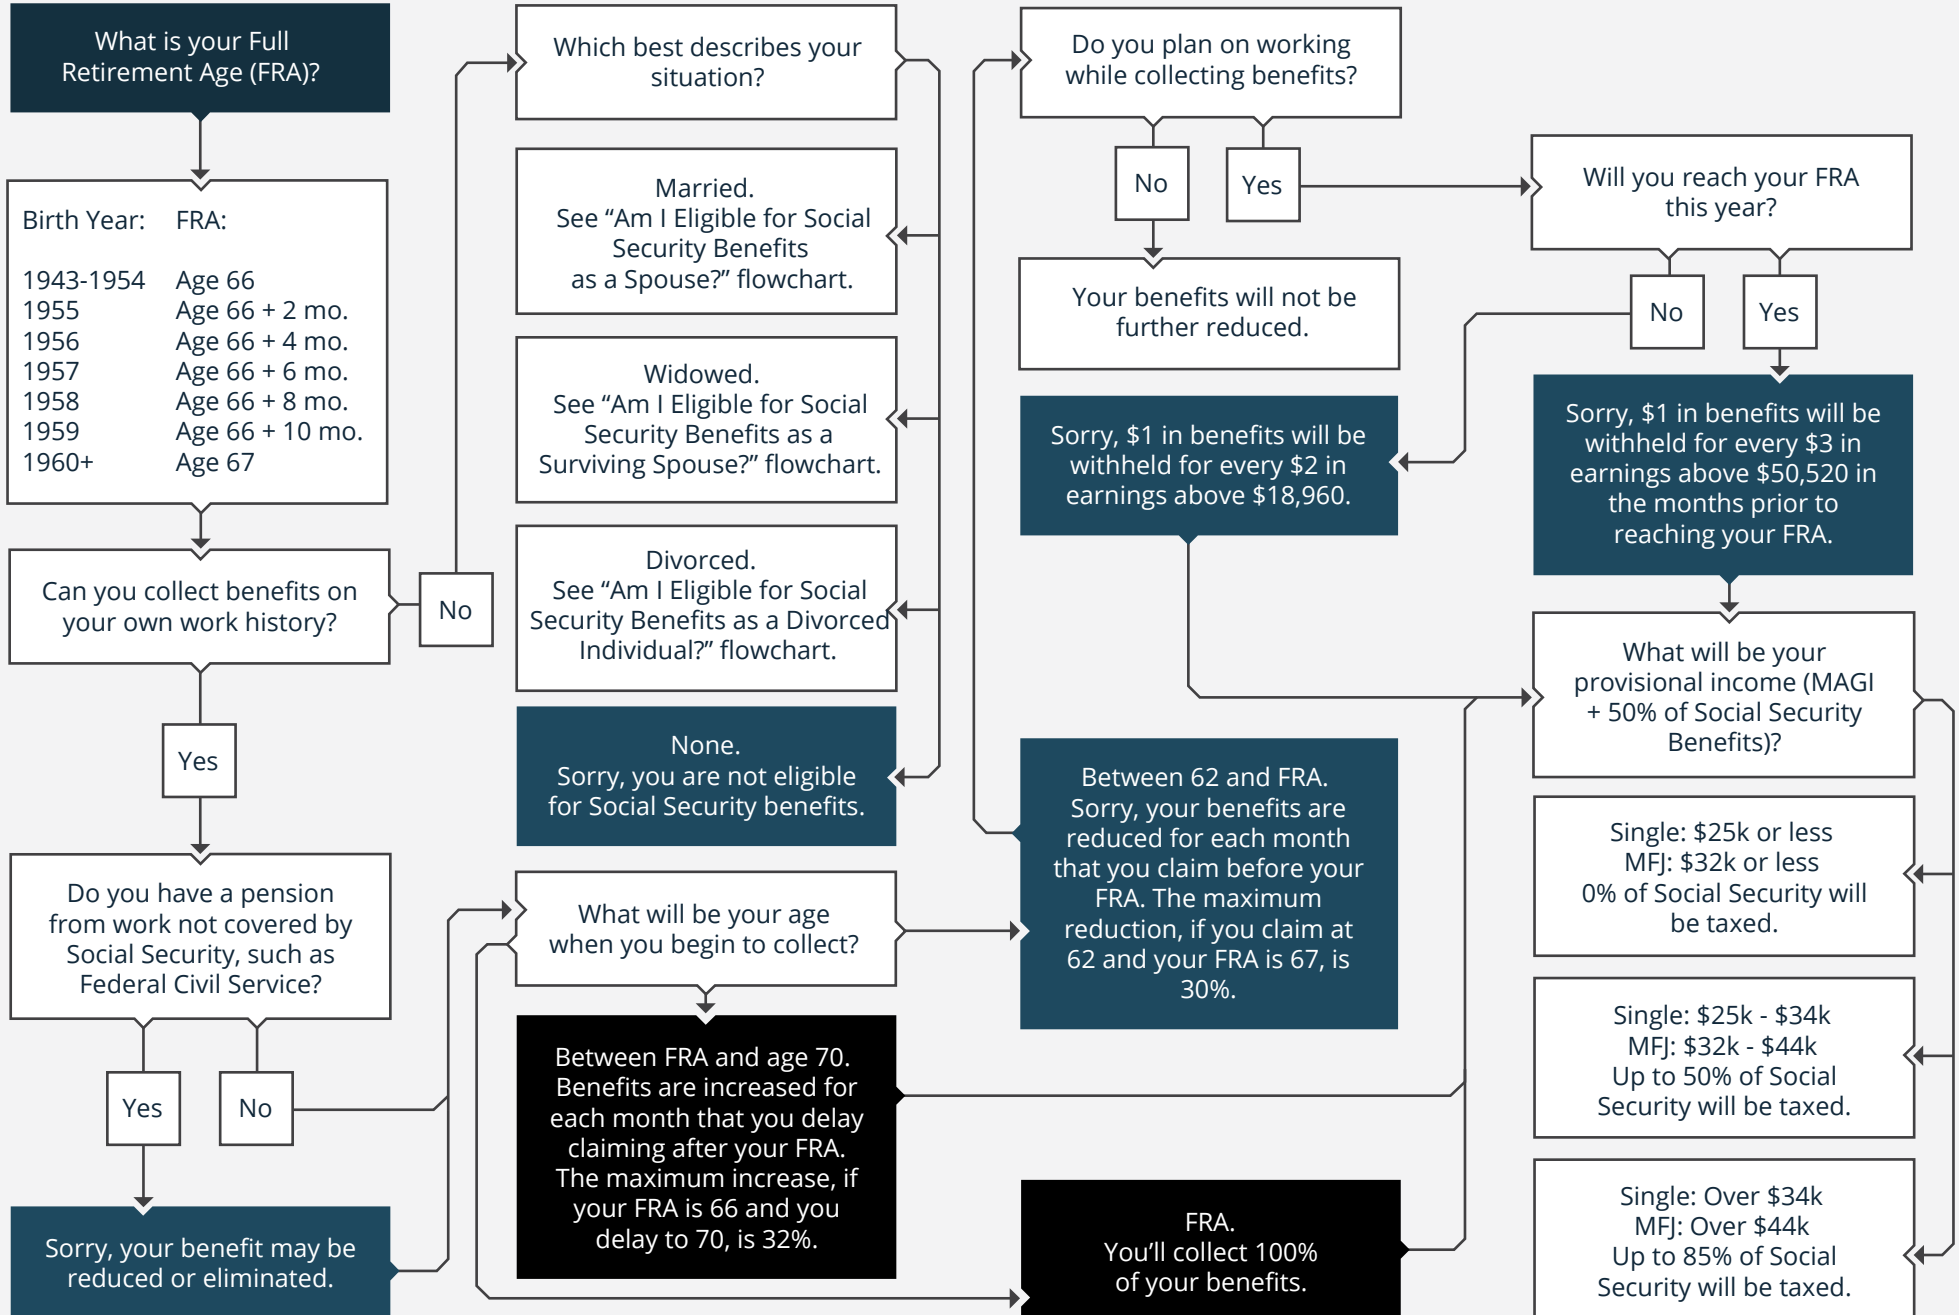 What is your Full
Retirement Age (FRA)?
Birth Year: FRA:
1943-1954 Age 66
1955 Age 66 + 2 mo.
1956 Age 66 + 4 mo.
1957 Age 66 + 6 mo.
1958 Age 66 + 8 mo.
1959 Age 66 + 10 mo.
1960+ Age 67
Can you collect benefits on
your own work history?
No
Yes
Do you have a pension
from work not covered by
Social Security, such as
Federal Civil Service?
Yes
No
Sorry, your benefit may be
reduced or eliminated.
Which best describes your
situation?
Married.
See “Am I Eligible for Social
Security Benefits
as a Spouse?” flowchart.
Widowed.
See “Am I Eligible for Social
Security Benefits as a
Surviving Spouse?” flowchart.
Divorced.
See “Am I Eligible for Social
Security Benefits as a Divorced
Individual?” flowchart.
None.
Sorry, you are not eligible
for Social Security benefits.
What will be your age
when you begin to collect?
Between FRA and age 70.
Benefits are increased for
each month that you delay
claiming after your FRA.
The maximum increase, if
your FRA is 66 and you
delay to 70, is 32%.
Do you plan on working
while collecting benefits?
No
Yes
Your benefits will not be
further reduced.
Sorry, $1 in benefits will be
withheld for every $2 in
earnings above $18,960.
Between 62 and FRA.
Sorry, your benefits are
reduced for each month
that you claim before your
FRA. The maximum
reduction, if you claim at
62 and your FRA is 67, is
30%.
FRA.
You’ll collect 100%
of your benefits.
Will you reach your FRA
this year?
No
Yes
Sorry, $1 in benefits will be
withheld for every $3 in
earnings above $50,520 in
the months prior to
reaching your FRA.
What will be your
provisional income (MAGI
+ 50% of Social Security
Benefits)?
Single: $25k or less
MFJ: $32k or less
0% of Social Security will
be taxed.
Single: $25k - $34k
MFJ: $32k - $44k
Up to 50% of Social
Security will be taxed.
Single: Over $34k
MFJ: Over $44k
Up to 85% of Social
Security will be taxed.